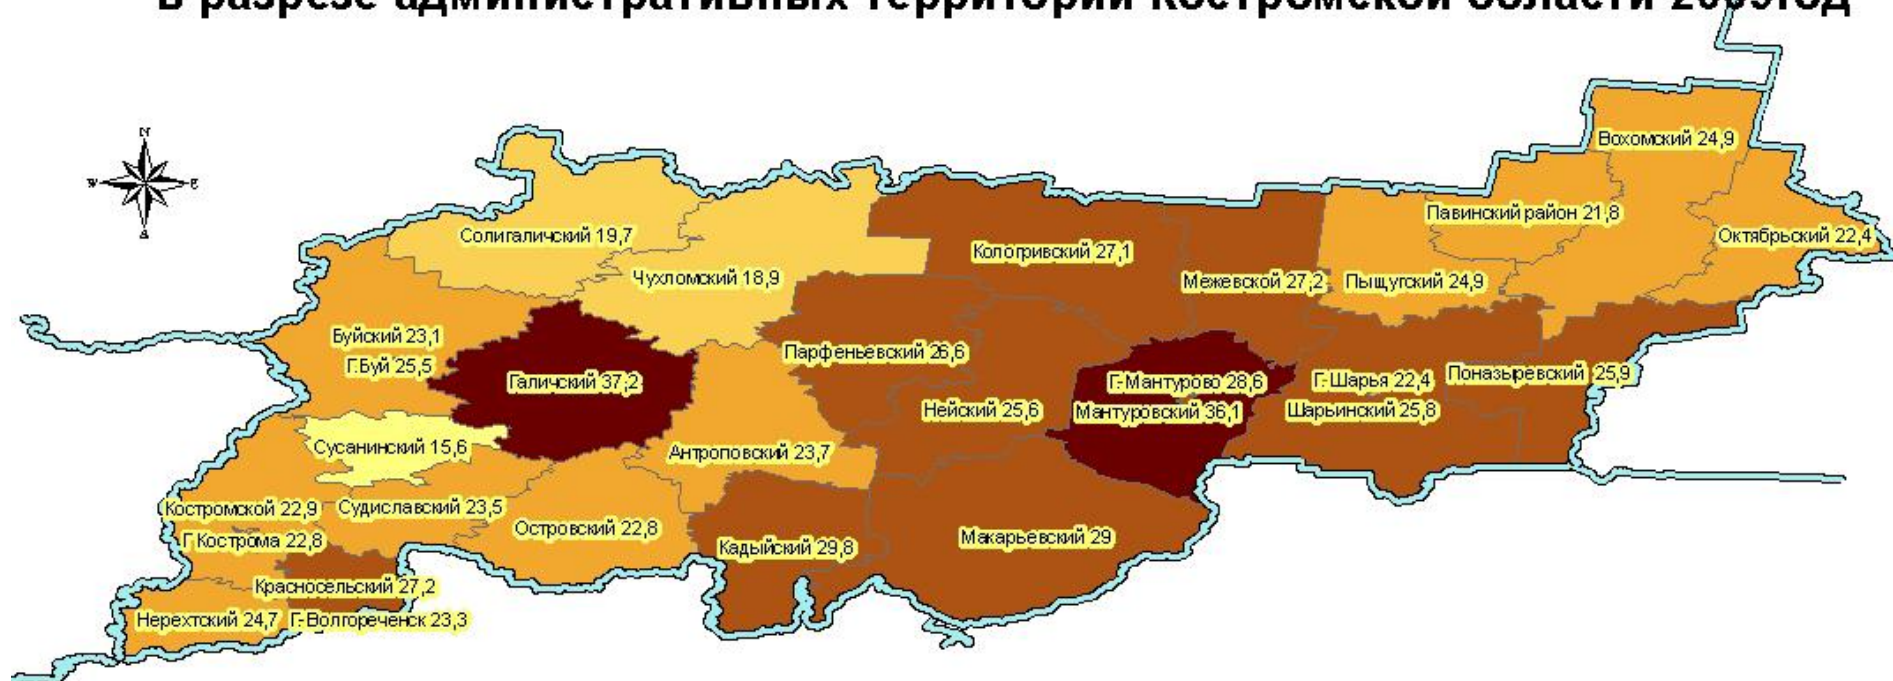 в разрезе административных территорий Костромской области 2009год
N
W
E
Вохомский 24,9
Павинский район 21,8
Октябрьский 22,4
Солигаличский 19,7
Кологривский 27,1
Чухломский 18,9
Межевской 27,2
Пыщугский 24,9
Буйский 23,1
Парфеньевский 26,6
Г.Буй 25,5
Галичский 37,2
Г.-Мантурово 28,6
Г.-Шарья 22,4
Поназыревский 25,9
Нейский 25,6
Мантуровский 36,1
Шарьинский 25,8
Сусанинский 15,6
Антроповский 23,7
Костромской 22,9
Судиславский 23,5
Островский 22,8
Г Кострома 22,8
Кадыйский 29,8
Макарьевский 29
Красносельский 27,2
Нерехтский 24,7
Г.-Волгореченск 23,3